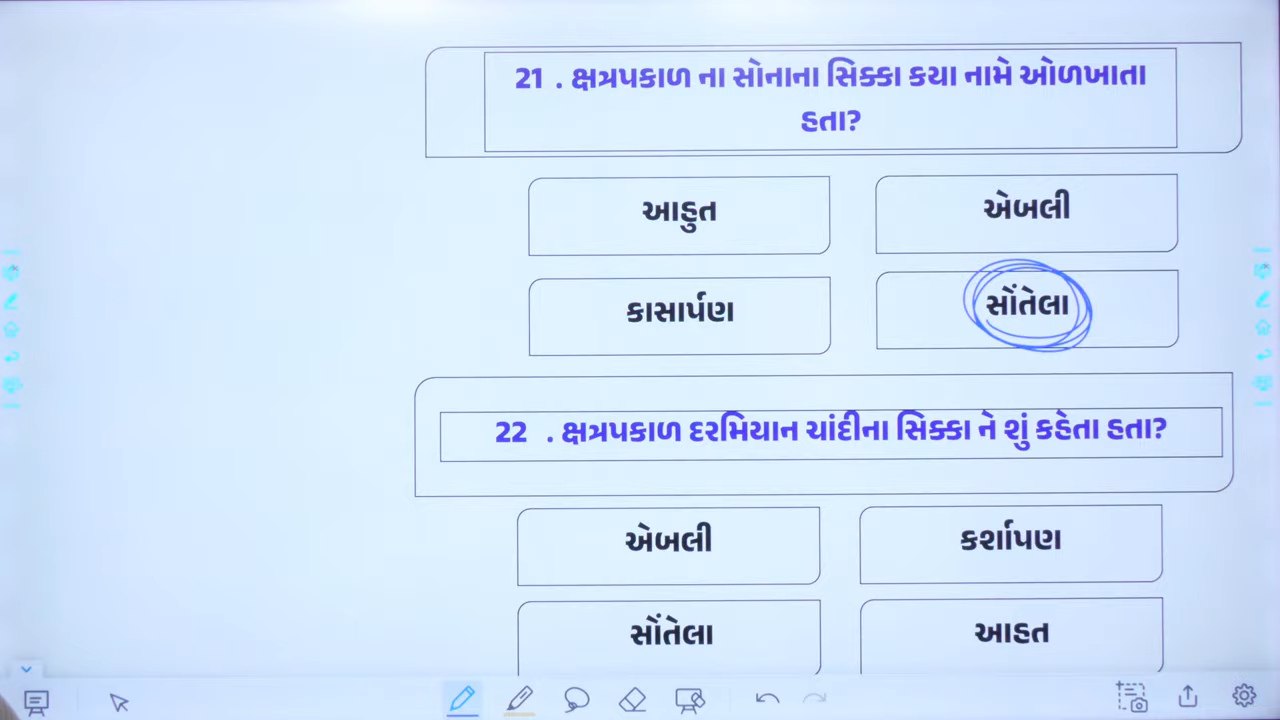 21 . ક્ષત્રપકાળ ના સોનાના સિક્કા કયા નામે ઓળખાતા
હતા?
આહુત
એબલી
કાસાર્પણ
સોંતેલા
22 . ક્ષત્રપકાળ દરમિયાન ચાંદીના સિક્કા ને શું કહેતા હતા?
એબલી
કર્શાપણ
સોંતેલા
આહત